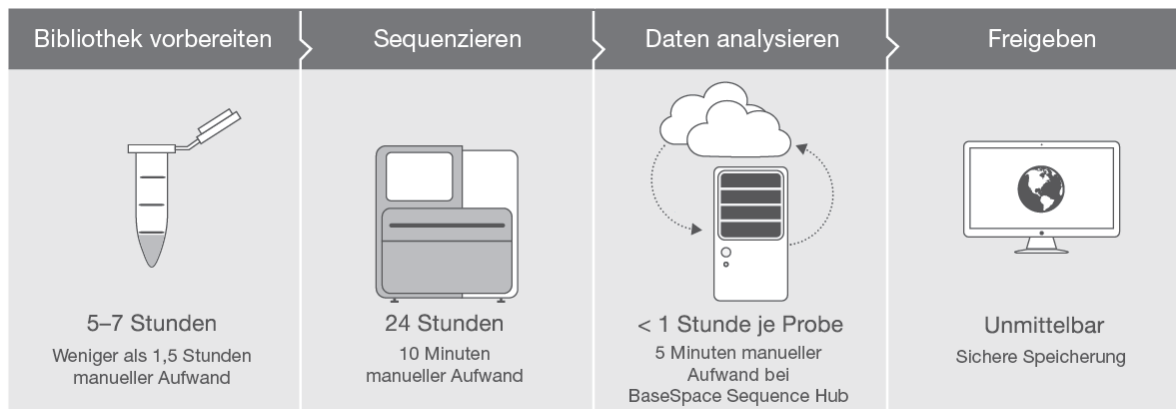 Bibliothek vorbereiten
Sequenzieren
Daten analysieren
Freigeben
5–7 Stunden
Weniger als 1,5 Stunden
manueller Aufwand
24 Stunden
10 Minuten
manueller Aufwand
< 1 Stunde je Probe
5 Minuten manueller
Aufwand bei
BaseSpace Sequence Hub
Unmittelbar
Sichere Speicherung